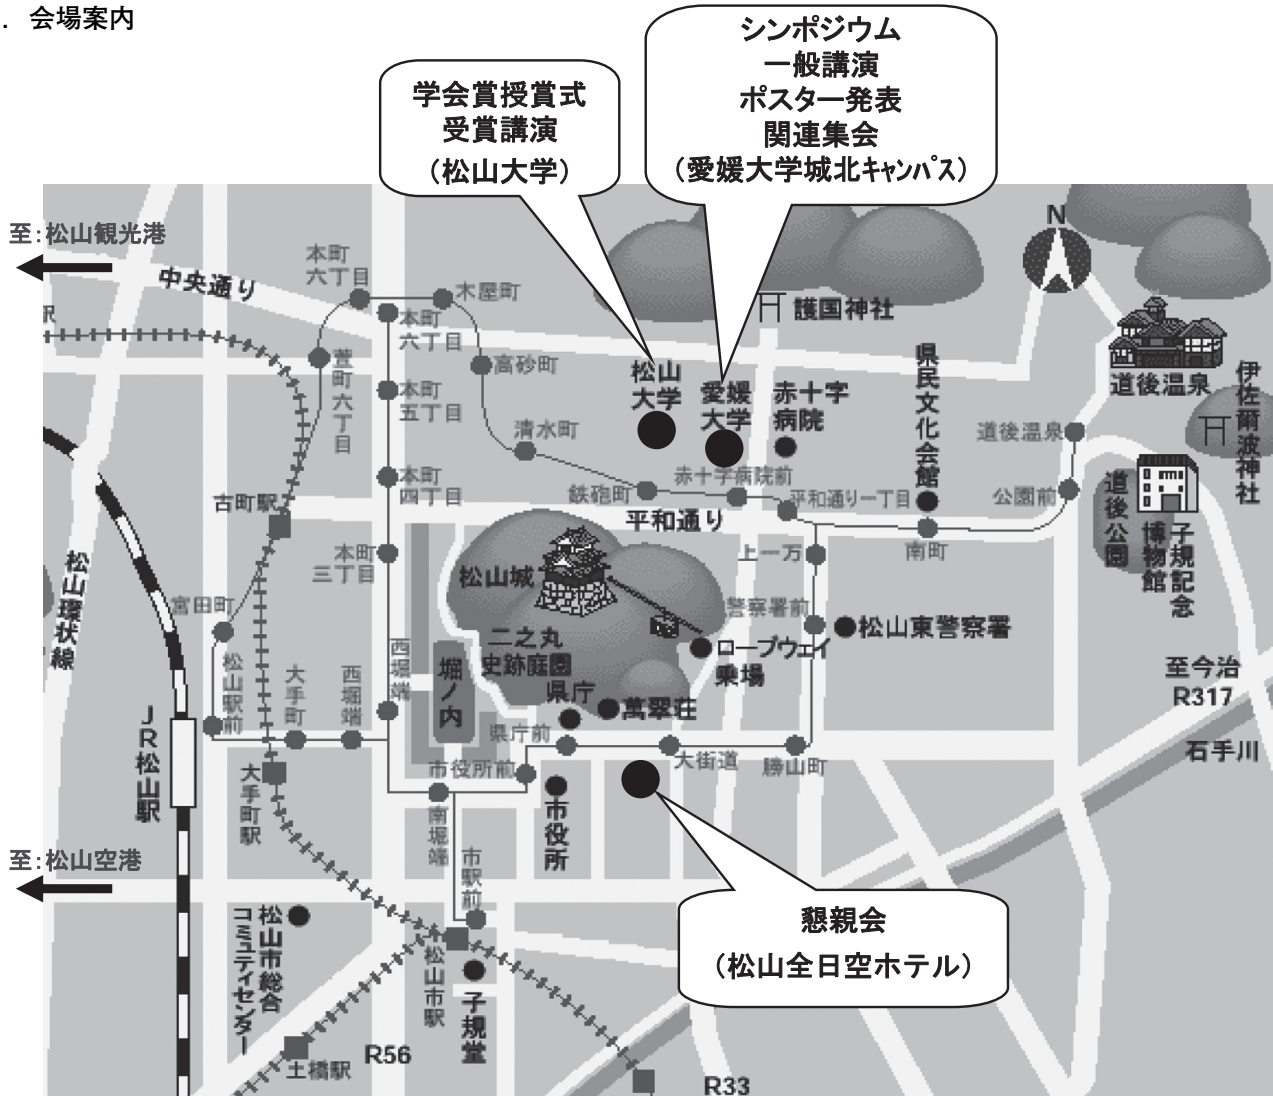 ．会場案内
シンポジウム
一般講演
ポスター発表
関連集会
（愛媛大学城北ｷｬﾝﾊﾟｽ）
学会賞授賞式
受賞講演
（松山大学）
至：松山観光港
中央通り
本町
六丁目
木屋町
本町
六丁目
駅
萱町六丁目
高砂町
本町
五丁目
清水町
松山
大学
愛媛
大学
赤十字
病院
護国神社
N
県民文化会館
道後温泉
伊佐爾波神社
道後温泉
公園前
道後公園
子規記念
博物館
古町駅
本町
四丁目
鉄砲町
赤十字病院前
平和通り一丁目
平和通り
南町
上一万
本町
三丁目
松山城
松山環状線
宮田町
警察署前
松山東警察署
二之丸
史跡庭園
ロープウェイ
乗場
西堀端
堀ノ内
県庁
萬翠荘
松山駅前
大手町
西堀端
県庁前
大街道
勝山町
至今治
R317
石手川
JR松山駅
大手町駅
市役所前
市役所
南堀端
市駅前
至：松山空港
懇親会
（松山全日空ホテル）
松山市総合
コミュティセンター
松山市駅
子規堂
土橋駅
R56
R33